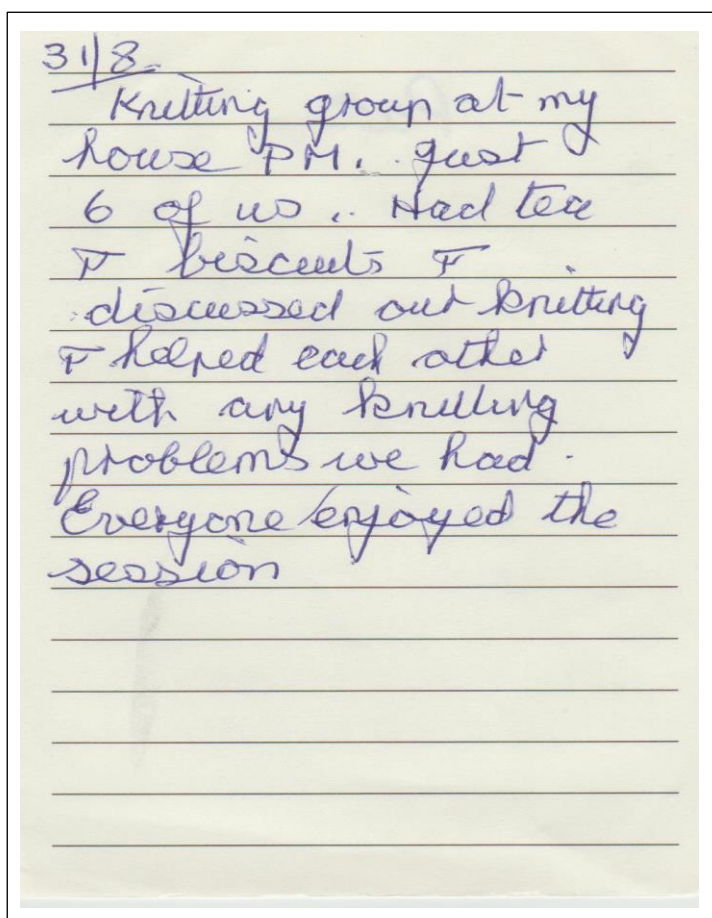 31/8.
Knitting group at my
house PM. just
6 of us .. Had tea
+ biscuits +
discussed our knitting
+ helped each other
with any knitting
problems we had.
Everyone enjoyed the
session